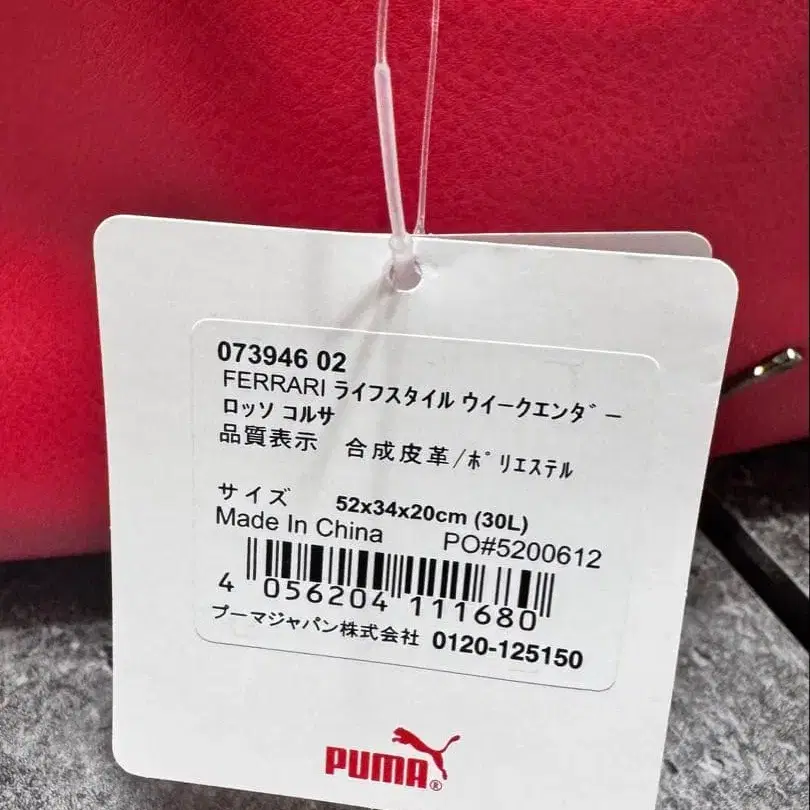 073946 02
FERRARI ライフスタイル ウイークエンダー
ロッソ コルサ
品質表示 合成皮革/ポリエステル
サイズ 52x34x20cm (30L)
Made In China PO#5200612
4 056204 111680
プーマジャパン株式会社 0120-125150
PUMA®